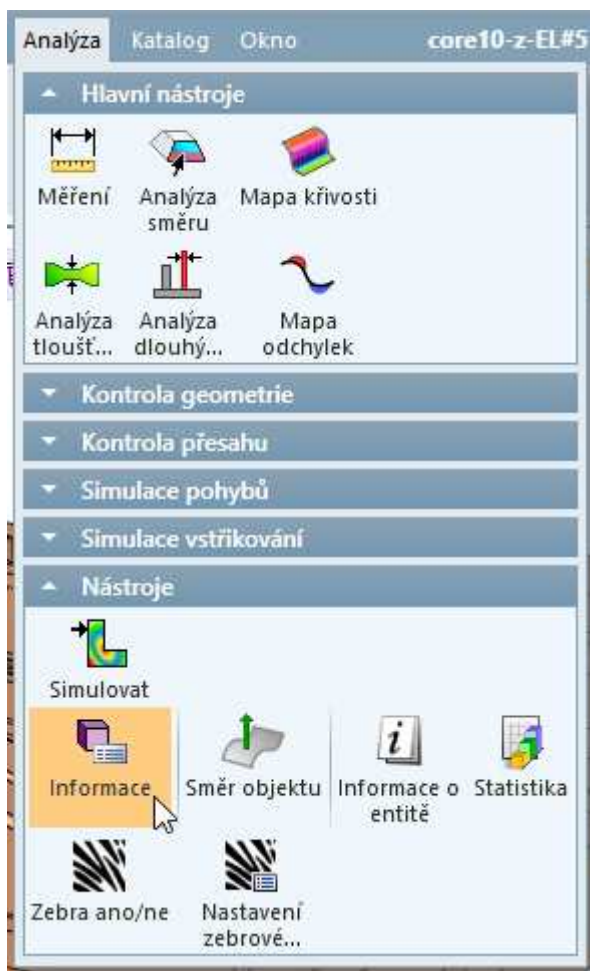 Analýza Katalog Okno core10-z-EL#5
Hlavní nástroje
Měření Analýza směru Mapa křivosti
Analýza tloušť... Analýza dlouhý... Mapa odchylek
Kontrola geometrie
Kontrola přesahu
Simulace pohybů
Simulace vstřikování
Nástroje
Simulovat
Informace Směr objektu Informace o entitě Statistika
Zebra ano/ne Nastavení zebrové...